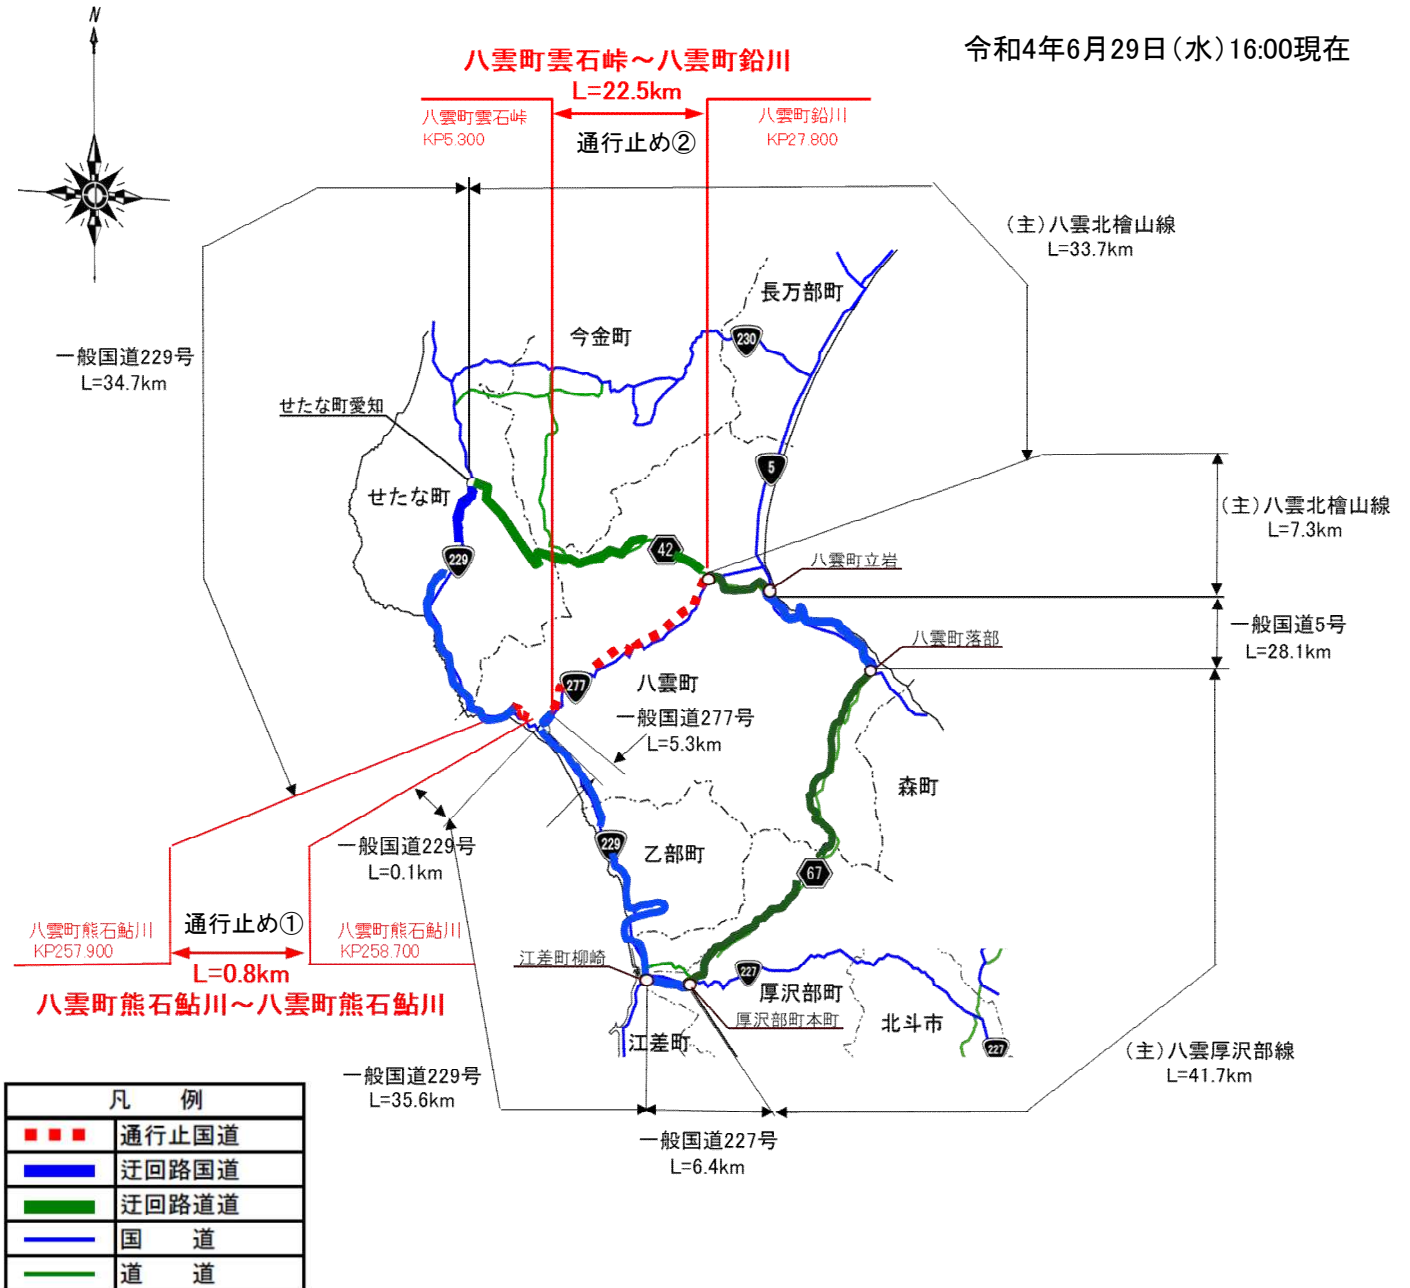 N
令和4年6月29日(水)16:00現在
八雲町雲石峠～八雲町鉛川
L=22.5km
八雲町雲石峠
KP5.300
通行止め②
八雲町鉛川
KP27.800
(主)八雲北檜山線
L=33.7km
長万部町
今金町
230
一般国道229号
L=34.7km
せたな町愛知
5
せたな町
(主)八雲北檜山線
L=7.3km
42
229
八雲町立岩
一般国道5号
L=28.1km
八雲町落部
277
八雲町
一般国道277号
L=5.3km
森町
一般国道229号
L=0.1km
229
乙部町
67
八雲町熊石鮎川
KP257.900
通行止め①
八雲町熊石鮎川
KP258.700
L=0.8km
八雲町熊石鮎川～八雲町熊石鮎川
江差町柳崎
227
厚沢部町
厚沢部町本町
北斗市
江差町
227
(主)八雲厚沢部線
L=41.7km
一般国道229号
L=35.6km
一般国道227号
L=6.4km
凡　例
通行止国道
迂回路国道
迂回路道道
国　道
道　道